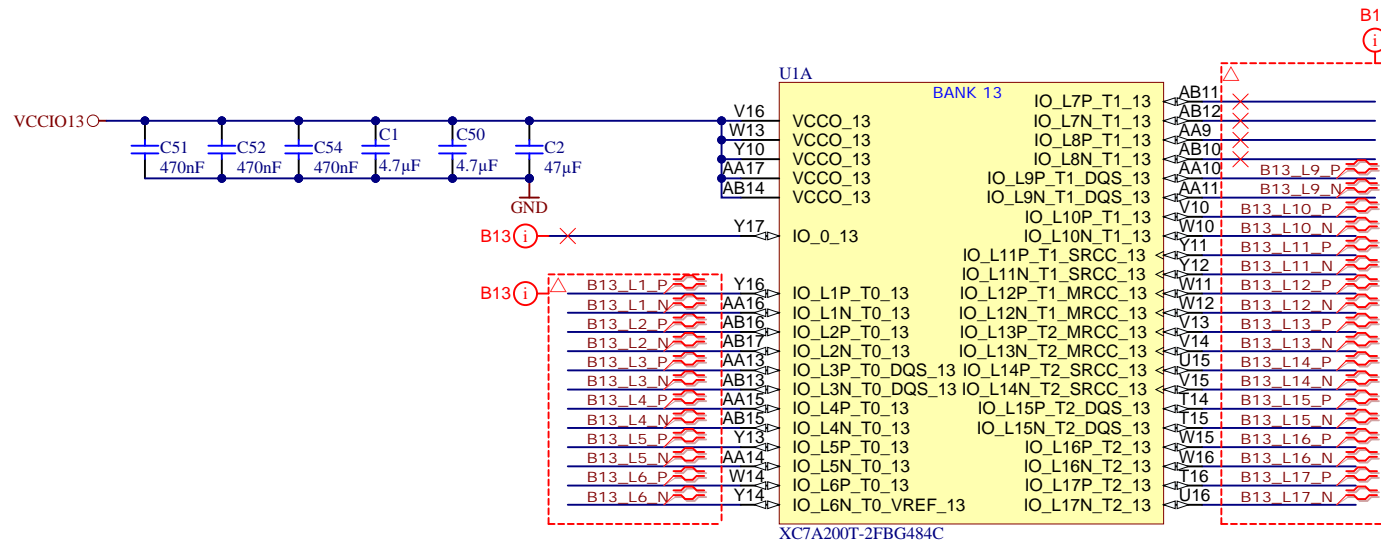 B1
i
U1A
BANK 13
VCCIO13
C51
470nF
C52
470nF
C54
470nF
C1
4.7µF
C50
4.7µF
C2
47µF
GND
V16 VCCO_13
W13 VCCO_13
Y10 VCCO_13
AA17 VCCO_13
AB14 VCCO_13
B13 i Y17 IO_0_13
B13 i
B13_L1_P Y16 IO_L1P_T0_13
B13_L1_N AA16 IO_L1N_T0_13
B13_L2_P AB16 IO_L2P_T0_13
B13_L2_N AB17 IO_L2N_T0_13
B13_L3_P AA13 IO_L3P_T0_DQS_13
B13_L3_N AB13 IO_L3N_T0_DQS_13
B13_L4_P AA15 IO_L4P_T0_13
B13_L4_N AB15 IO_L4N_T0_13
B13_L5_P Y13 IO_L5P_T0_13
B13_L5_N AA14 IO_L5N_T0_13
B13_L6_P W14 IO_L6P_T0_13
B13_L6_N Y14 IO_L6N_T0_VREF_13
IO_L7P_T1_13 AB11
IO_L7N_T1_13 AB12
IO_L8P_T1_13 AA9
IO_L8N_T1_13 AB10
IO_L9P_T1_DQS_13 AA10 B13_L9_P
IO_L9N_T1_DQS_13 AA11 B13_L9_N
IO_L10P_T1_13 V10 B13_L10_P
IO_L10N_T1_13 W10 B13_L10_N
IO_L11P_T1_SRCC_13 Y11 B13_L11_P
IO_L11N_T1_SRCC_13 Y12 B13_L11_N
IO_L12P_T1_MRCC_13 W11 B13_L12_P
IO_L12N_T1_MRCC_13 W12 B13_L12_N
IO_L13P_T2_MRCC_13 V13 B13_L13_P
IO_L13N_T2_MRCC_13 V14 B13_L13_N
IO_L14P_T2_SRCC_13 U15 B13_L14_P
IO_L14N_T2_SRCC_13 V15 B13_L14_N
IO_L15P_T2_DQS_13 T14 B13_L15_P
IO_L15N_T2_DQS_13 T15 B13_L15_N
IO_L16P_T2_13 W15 B13_L16_P
IO_L16N_T2_13 W16 B13_L16_N
IO_L17P_T2_13 T16 B13_L17_P
IO_L17N_T2_13 U16 B13_L17_N
XC7A200T-2FBG484C